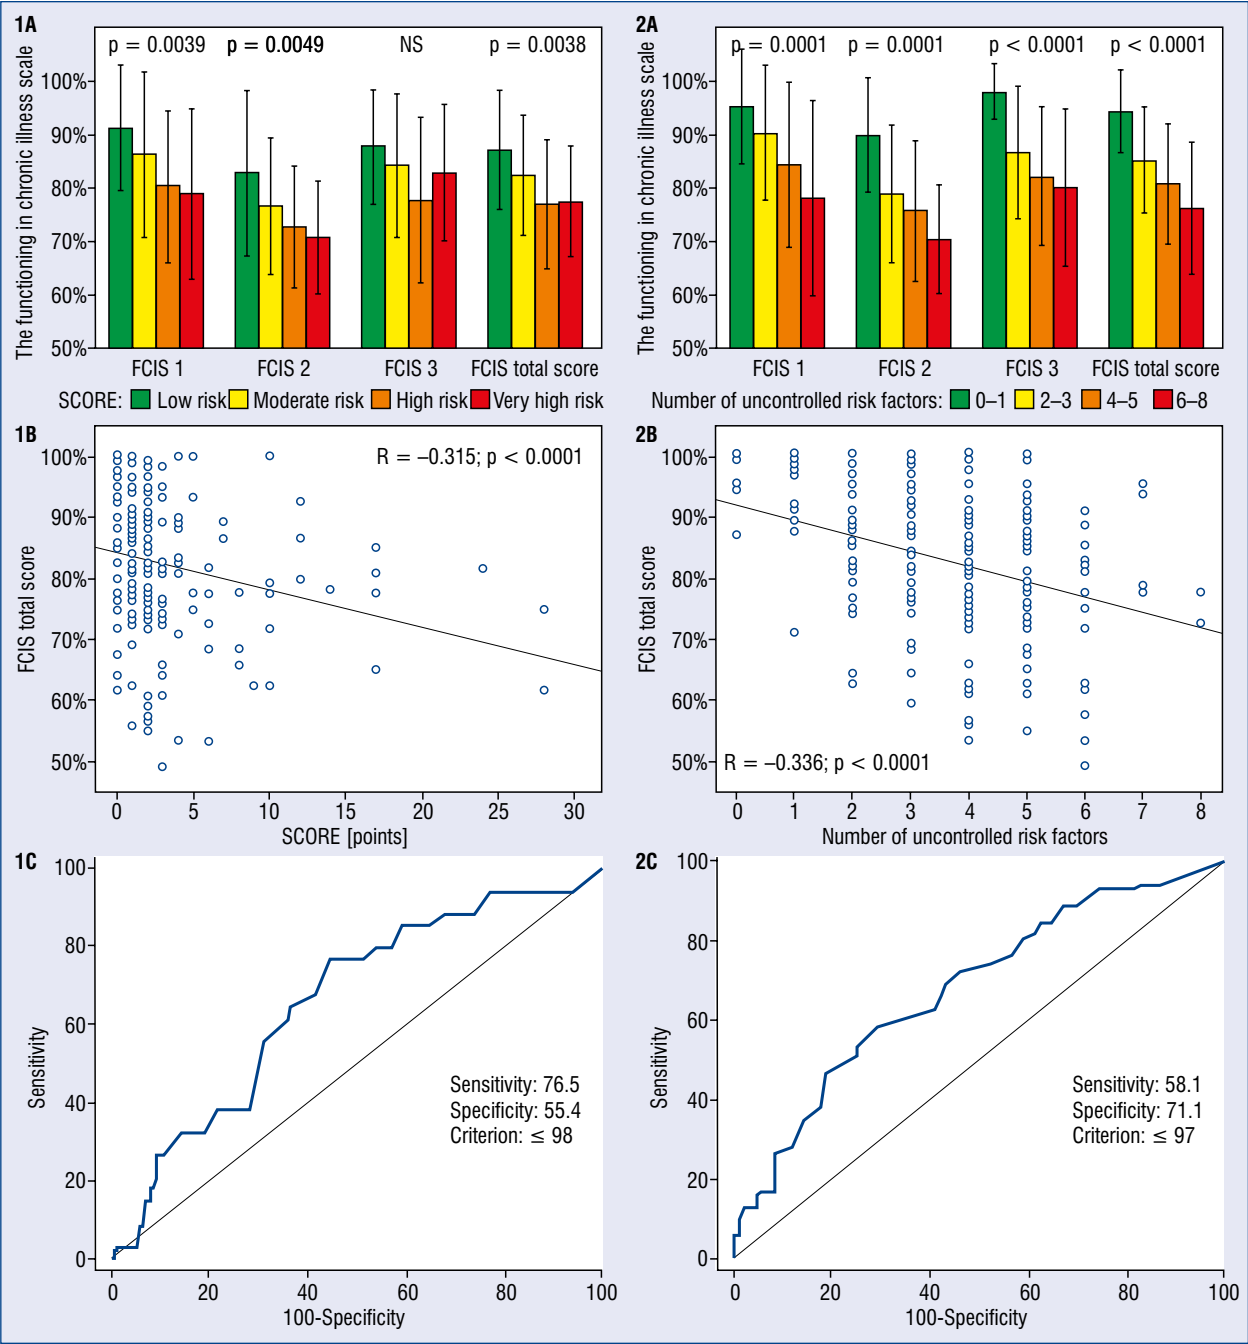 1A
p = 0.0039 p = 0.0049 NS p = 0.0038
The functioning in chronic illness scale
100%
90%
80%
70%
60%
50%
FCIS 1 FCIS 2 FCIS 3 FCIS total score
SCORE: Low risk Moderate risk High risk Very high risk
2A
p = 0.0001 p = 0.0001 p < 0.0001 p < 0.0001
The functioning in chronic illness scale
100%
90%
80%
70%
60%
50%
FCIS 1 FCIS 2 FCIS 3 FCIS total score
Number of uncontrolled risk factors: 0–1 2–3 4–5 6–8
1B
R = –0.315; p < 0.0001
FCIS total score
100%
90%
80%
70%
60%
50%
0 5 10 15 20 25 30
SCORE [points]
2B
FCIS total score
100%
90%
80%
70%
60%
50%
R = –0.336; p < 0.0001
0 1 2 3 4 5 6 7 8
Number of uncontrolled risk factors
1C
Sensitivity
100
80
60
40
20
0
Sensitivity: 76.5
Specificity: 55.4
Criterion: ≤ 98
0 20 40 60 80 100
100-Specificity
2C
Sensitivity
100
80
60
40
20
0
Sensitivity: 58.1
Specificity: 71.1
Criterion: ≤ 97
0 20 40 60 80 100
100-Specificity